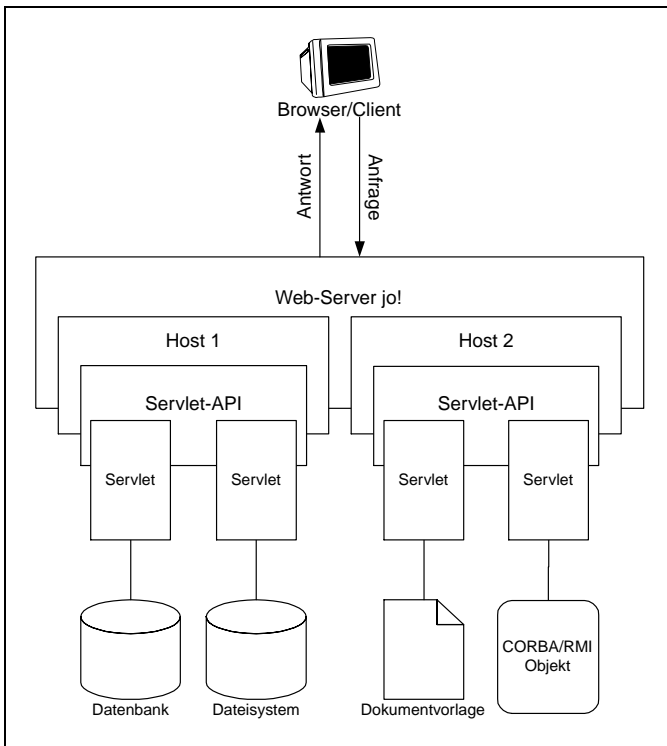 Browser/Client
Antwort
Anfrage
Web-Server jo!
Host 1
Host 2
Servlet-API
Servlet-API
Servlet
Servlet
Servlet
Servlet
Datenbank
Dateisystem
Dokumentvorlage
CORBA/RMI
Objekt